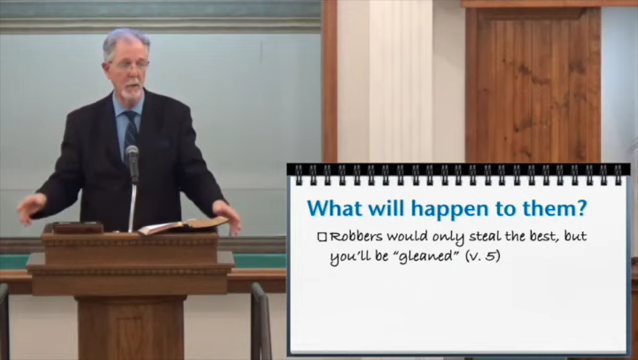 What will happen to them?
□ Robbers would only steal the best, but
you'll be "gleaned" (v. 5)